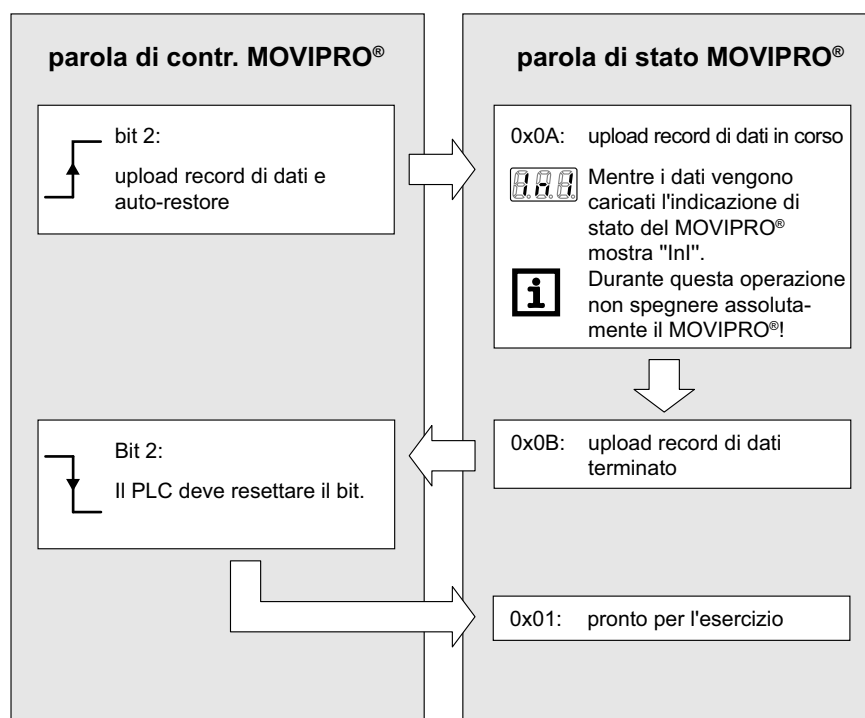 parola di contr. MOVIPRO®
parola di stato MOVIPRO®
bit 2:
upload record di dati e
auto-restore
0x0A: upload record di dati in corso
InI
Mentre i dati vengono
caricati l'indicazione di
stato del MOVIPRO®
mostra "InI".
i
Durante questa operazione
non spegnere assoluta-
mente il MOVIPRO®!
Bit 2:
Il PLC deve resettare il bit.
0x0B: upload record di dati
terminato
0x01: pronto per l'esercizio